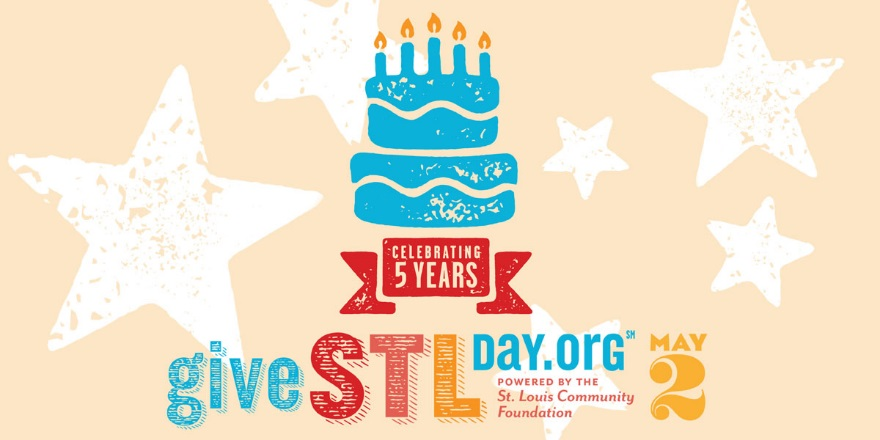 CELEBRATING
5 YEARS
giveSTLDAY.ORG℠
POWERED BY THE
St. Louis Community
Foundation
MAY
2